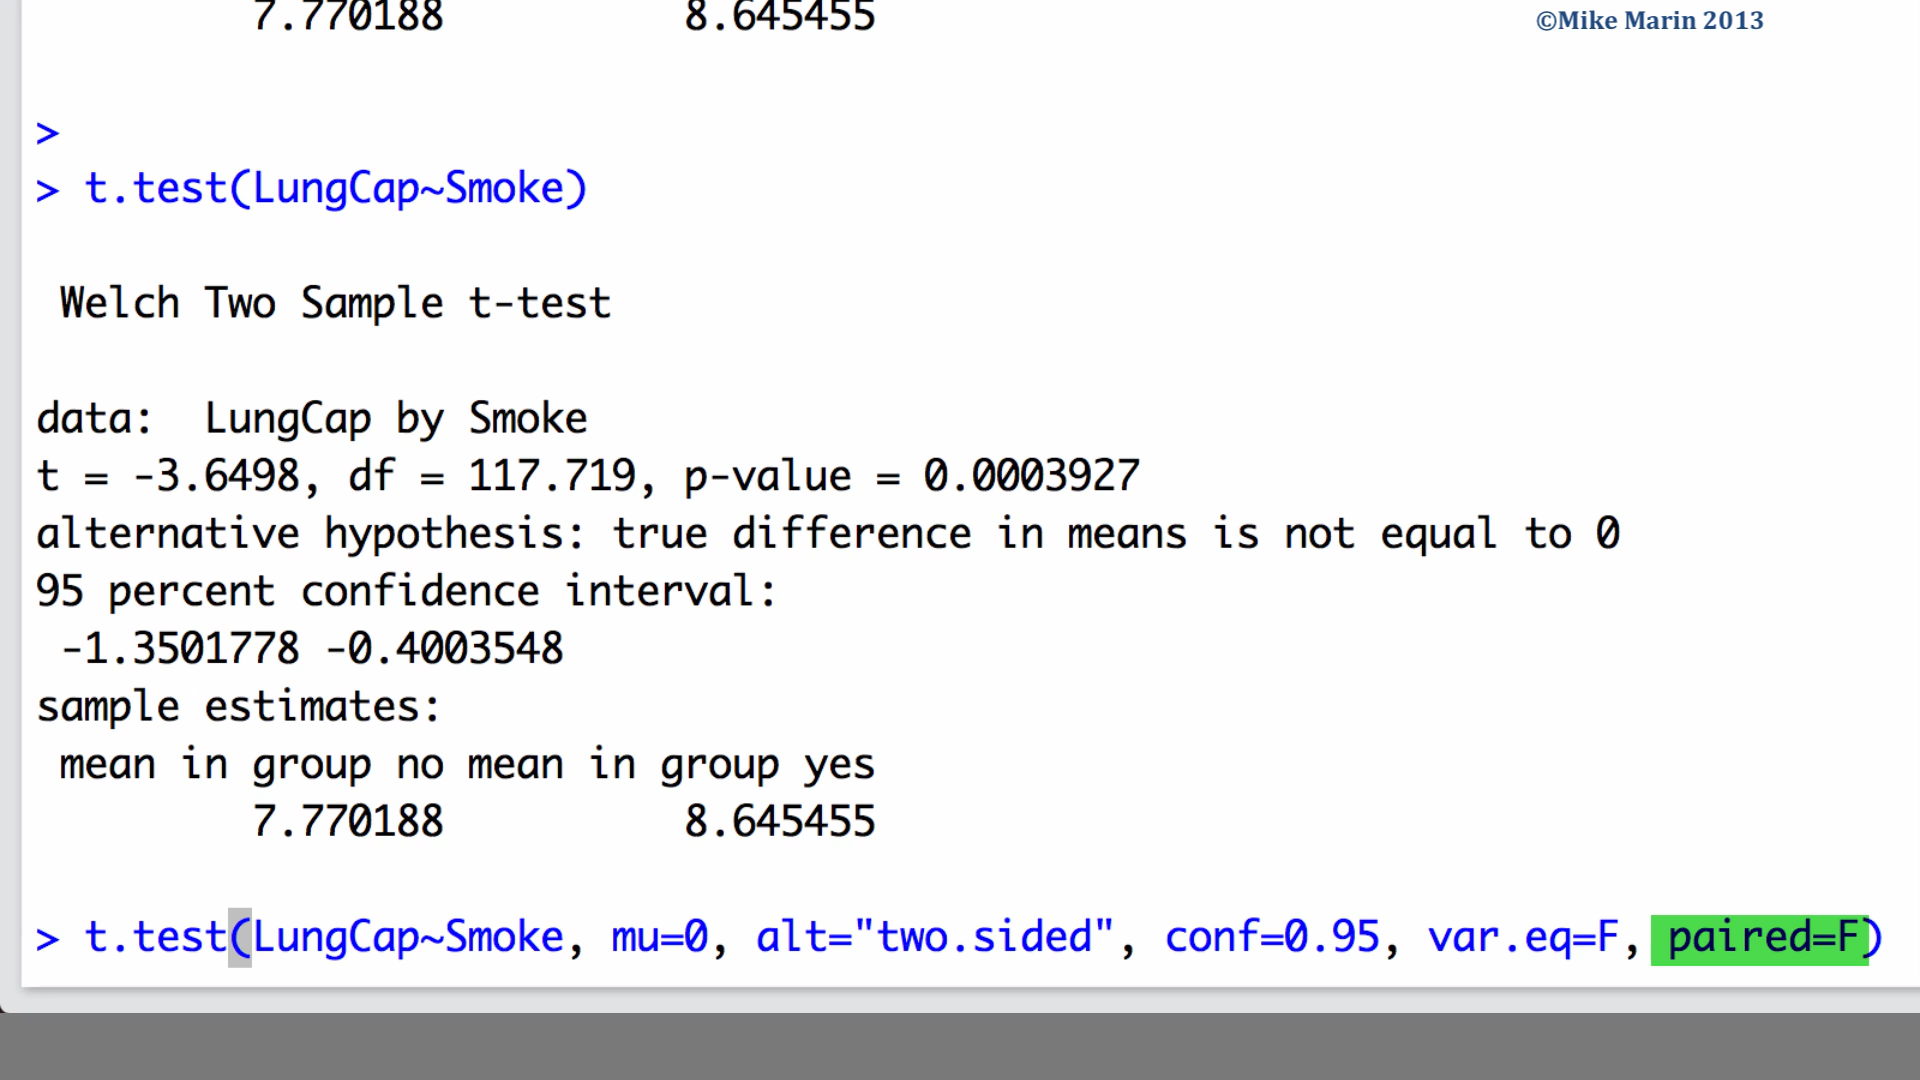 7.770188 8.645455
©Mike Marin 2013
>
> t.test(LungCap~Smoke)
Welch Two Sample t-test
data: LungCap by Smoke
t = -3.6498, df = 117.719, p-value = 0.0003927
alternative hypothesis: true difference in means is not equal to 0
95 percent confidence interval:
-1.3501778 -0.4003548
sample estimates:
mean in group no mean in group yes
7.770188 8.645455
> t.test(LungCap~Smoke, mu=0, alt="two.sided", conf=0.95, var.eq=F, paired=F)